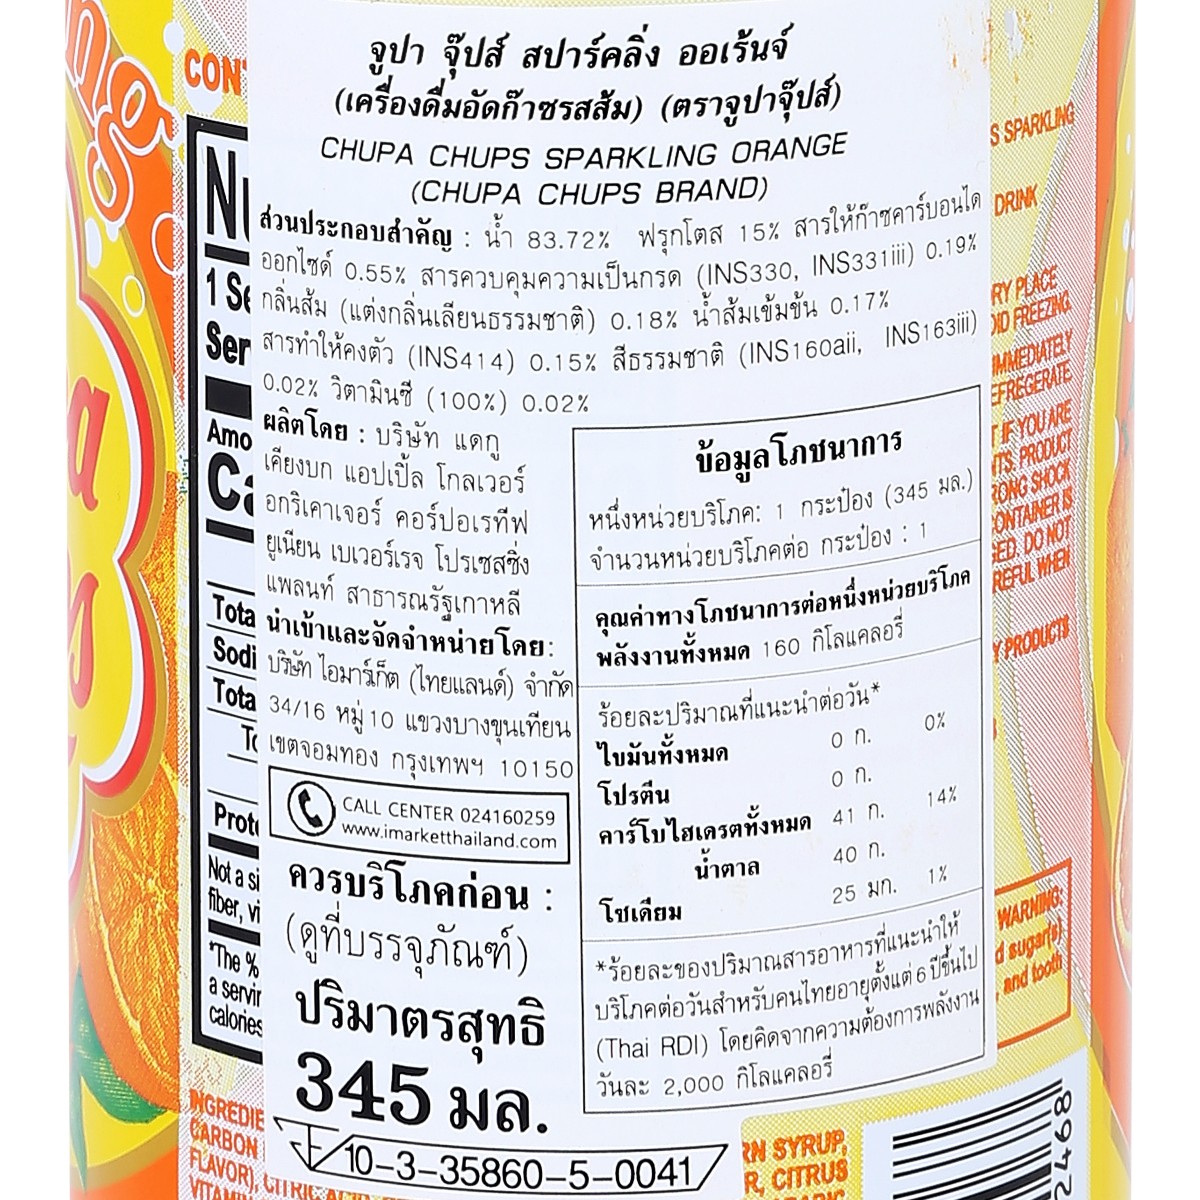 จูปา จุ๊ปส์ สปาร์คลิ่ง ออเร้นจ์
(เครื่องดื่มอัดก๊าซรสส้ม) (ตราจูปาจุ๊ปส์)
CHUPA CHUPS SPARKLING ORANGE
(CHUPA CHUPS BRAND)
ส่วนประกอบสำคัญ : น้ำ 83.72% ฟรุกโตส 15% สารให้ก๊าซคาร์บอนได
ออกไซด์ 0.55% สารควบคุมความเป็นกรด (INS330, INS331iii) 0.19%
กลิ่นส้ม (แต่งกลิ่นเลียนธรรมชาติ) 0.18% น้ำส้มเข้มข้น 0.17%
สารทำให้คงตัว (INS414) 0.15% สีธรรมชาติ (INS160aii, INS163iii)
0.02% วิตามินซี (100%) 0.02%
ผลิตโดย : บริษัท แดกู
เคียงบก แอปเปิ้ล โกลเวอร์
อกริเคาเจอร์ คอร์ปอเรทีฟ
ยูเนียน เบเวอร์เรจ โปรเซสซิ่ง
แพลนท์ สาธารณรัฐเกาหลี
นำเข้าและจัดจำหน่ายโดย:
บริษัท ไอมาร์เก็ต (ไทยแลนด์) จำกัด
34/16 หมู่10 แขวงบางขุนเทียน
เขตจอมทอง กรุงเทพฯ 10150
CALL CENTER 024160259
www.imarketthailand.com
ควรบริโภคก่อน :
(ดูที่บรรจุภัณฑ์)
ปริมาตรสุทธิ
345 มล.
10-3-35860-5-0041
ข้อมูลโภชนาการ
หนึ่งหน่วยบริโภค: 1 กระป๋อง (345 มล.)
จำนวนหน่วยบริโภคต่อ กระป๋อง : 1
คุณค่าทางโภชนาการต่อหนึ่งหน่วยบริโภค
พลังงานทั้งหมด 160 กิโลแคลอรี่
ร้อยละปริมาณที่แนะนำต่อวัน*
ไขมันทั้งหมด 0 ก. 0%
โปรตีน 0 ก.
คาร์โบไฮเดรตทั้งหมด 41 ก. 14%
น้ำตาล 40 ก.
โซเดียม 25 มก. 1%
*ร้อยละของปริมาณสารอาหารที่แนะนำให้
บริโภคต่อวันสำหรับคนไทยอายุตั้งแต่ 6 ปีขึ้นไป
(Thai RDI) โดยคิดจากความต้องการพลังงาน
วันละ 2,000 กิโลแคลอรี่
1 Se
Ser
Amo
Tota
Sodi
Tota
Prote
Not a si
fiber, vi
*The %
a servin
calories
INGREDIE
CARBON
FLAVOR), CITRIC
S SPARKLING
DRINK
RY PLACE
ID FREEZING.
IMMEDIATELY
EFREGERATE
T IF YOU ARE
TS. PRODUCT
RONG SHOCK
ONTAINER IS
ED. DO NOT
REFUL WHEN
Y PRODUCTS
WARNING:
d sugar(s)
, and tooth
RN SYRUP,
R, CITRUS
2468